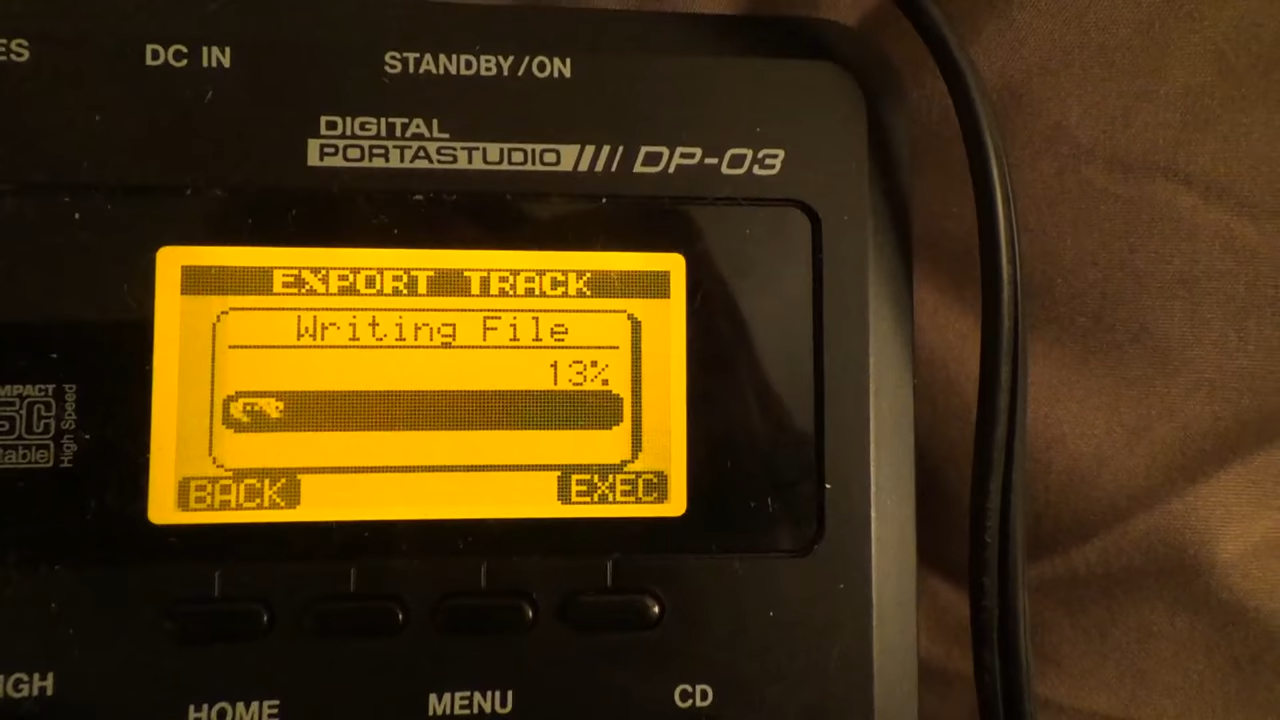 ES
DC IN
STANDBY/ON
DIGITAL
PORTASTUDIO
DP-03
EXPORT TRACK
Writing File
13%
BACK
EXEC
High Speed
IGH
HOME
MENU
CD